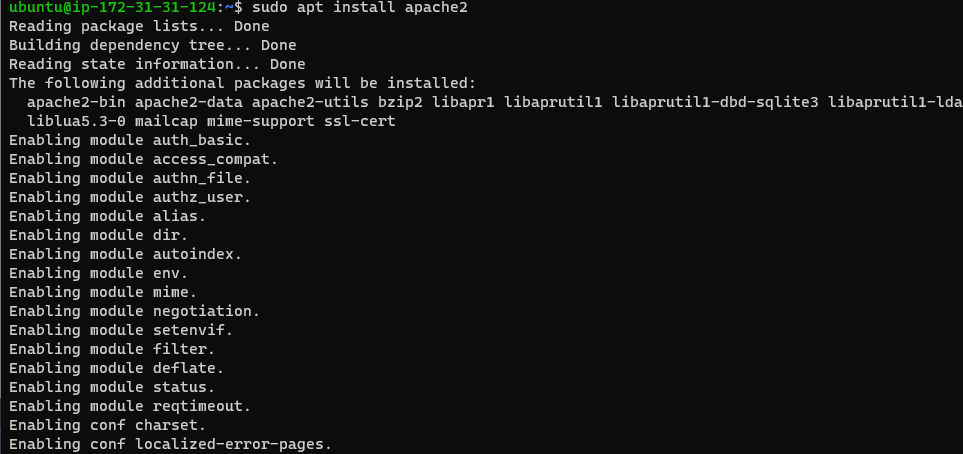 ubuntu@ip-172-31-31-124:~$ sudo apt install apache2
Reading package lists... Done
Building dependency tree... Done
Reading state information... Done
The following additional packages will be installed:
  apache2-bin apache2-data apache2-utils bzip2 libapr1 libaprutil1 libaprutil1-dbd-sqlite3 libaprutil1-lda
  liblua5.3-0 mailcap mime-support ssl-cert
Enabling module auth_basic.
Enabling module access_compat.
Enabling module authn_file.
Enabling module authz_user.
Enabling module alias.
Enabling module dir.
Enabling module autoindex.
Enabling module env.
Enabling module mime.
Enabling module negotiation.
Enabling module setenvif.
Enabling module filter.
Enabling module deflate.
Enabling module status.
Enabling module reqtimeout.
Enabling conf charset.
Enabling conf localized-error-pages.